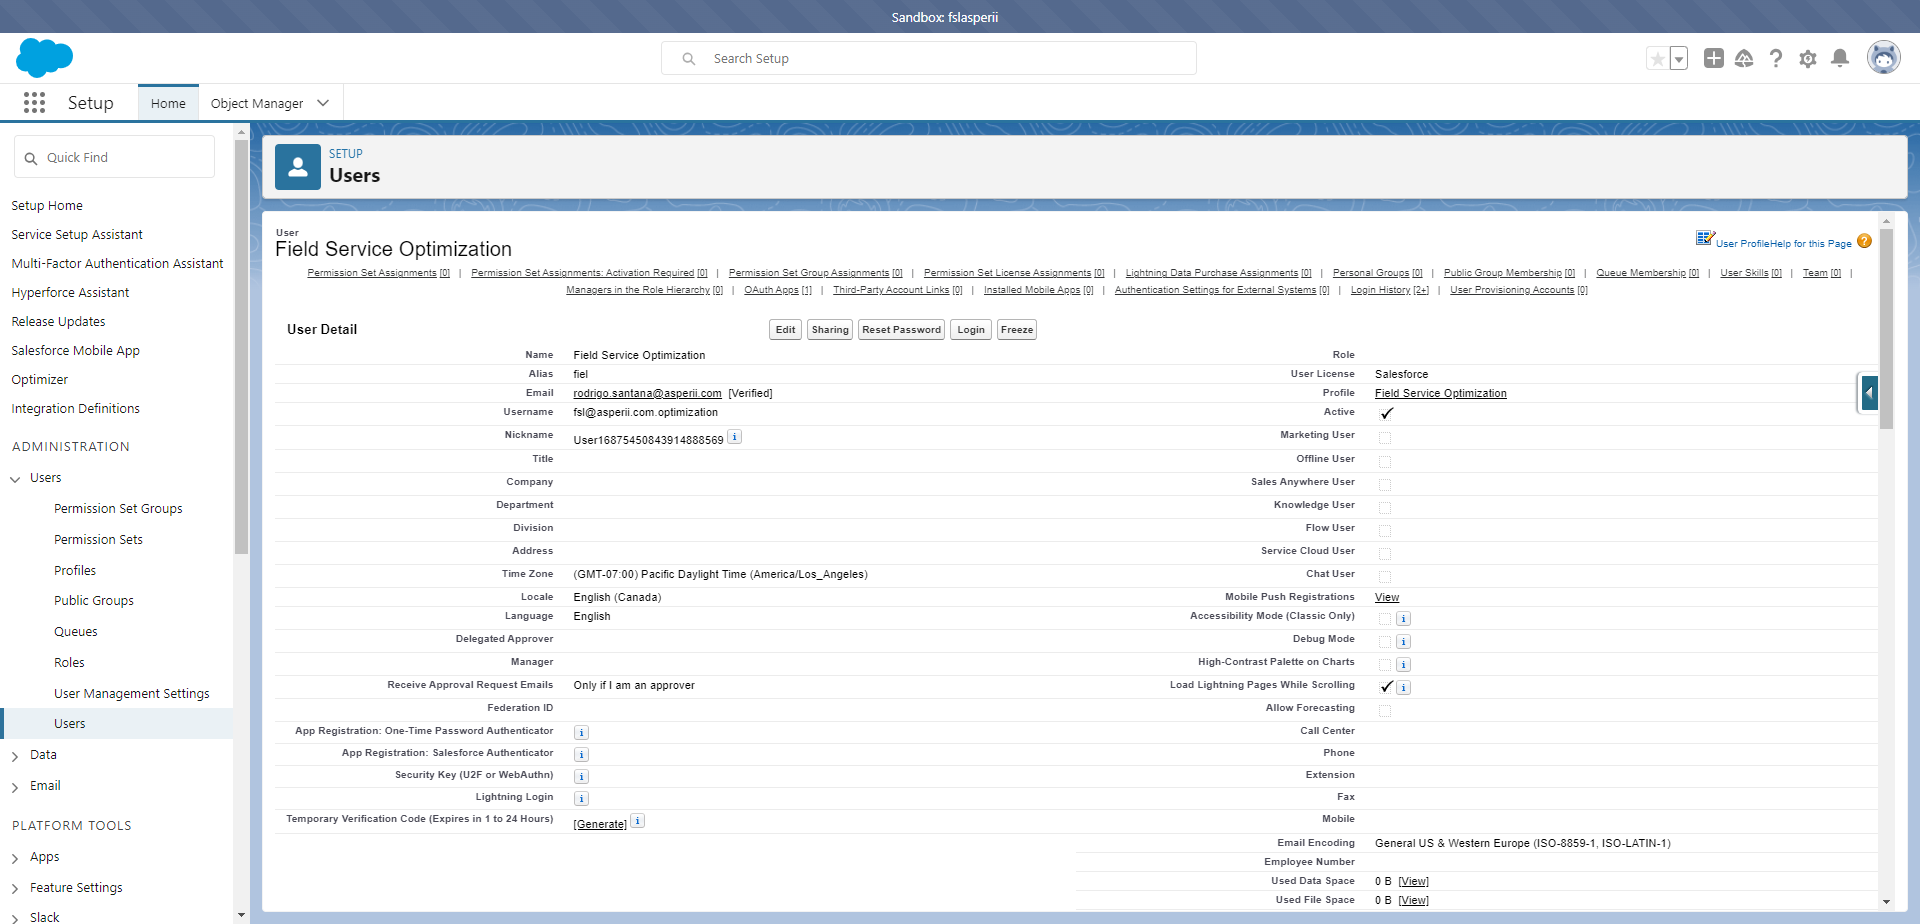 Sandbox: fslasperii
Search Setup
Setup
Home
Object Manager
Quick Find
Setup Home
Service Setup Assistant
Multi-Factor Authentication Assistant
Hyperforce Assistant
Release Updates
Salesforce Mobile App
Optimizer
Integration Definitions
ADMINISTRATION
Users
Permission Set Groups
Permission Sets
Profiles
Public Groups
Queues
Roles
User Management Settings
Users
Data
Email
PLATFORM TOOLS
Apps
Feature Settings
Slack
SETUP
Users
User
Field Service Optimization
User Profile Help for this Page ?
Permission Set Assignments [0] | Permission Set Assignments: Activation Required [0] | Permission Set Group Assignments [0] | Permission Set License Assignments [0] | Lightning Data Purchase Assignments [0] | Personal Groups [0] | Public Group Membership [0] | Queue Membership [0] | User Skills [0] | Team [0] |
Managers in the Role Hierarchy [0] | OAuth Apps [1] | Third-Party Account Links [0] | Installed Mobile Apps [0] | Authentication Settings for External Systems [0] | Login History [2+] | User Provisioning Accounts [0]
User Detail
Edit Sharing Reset Password Login Freeze
Name Field Service Optimization
Alias fiel
Email rodrigo.santana@asperii.com [Verified]
Username fsl@asperii.com.optimization
Nickname User16875450843914888569 i
Title
Company
Department
Division
Address
Time Zone (GMT-07:00) Pacific Daylight Time (America/Los_Angeles)
Locale English (Canada)
Language English
Delegated Approver
Manager
Receive Approval Request Emails Only if I am an approver
Federation ID
App Registration: One-Time Password Authenticator i
App Registration: Salesforce Authenticator i
Security Key (U2F or WebAuthn) i
Lightning Login i
Temporary Verification Code (Expires in 1 to 24 Hours) [Generate] i
Role
User License Salesforce
Profile Field Service Optimization
Active
Marketing User
Offline User
Sales Anywhere User
Knowledge User
Flow User
Service Cloud User
Chat User
Mobile Push Registrations View
Accessibility Mode (Classic Only) i
Debug Mode i
High-Contrast Palette on Charts i
Load Lightning Pages While Scrolling i
Allow Forecasting
Call Center
Phone
Extension
Fax
Mobile
Email Encoding General US & Western Europe (ISO-8859-1, ISO-LATIN-1)
Employee Number
Used Data Space 0 B [View]
Used File Space 0 B [View]